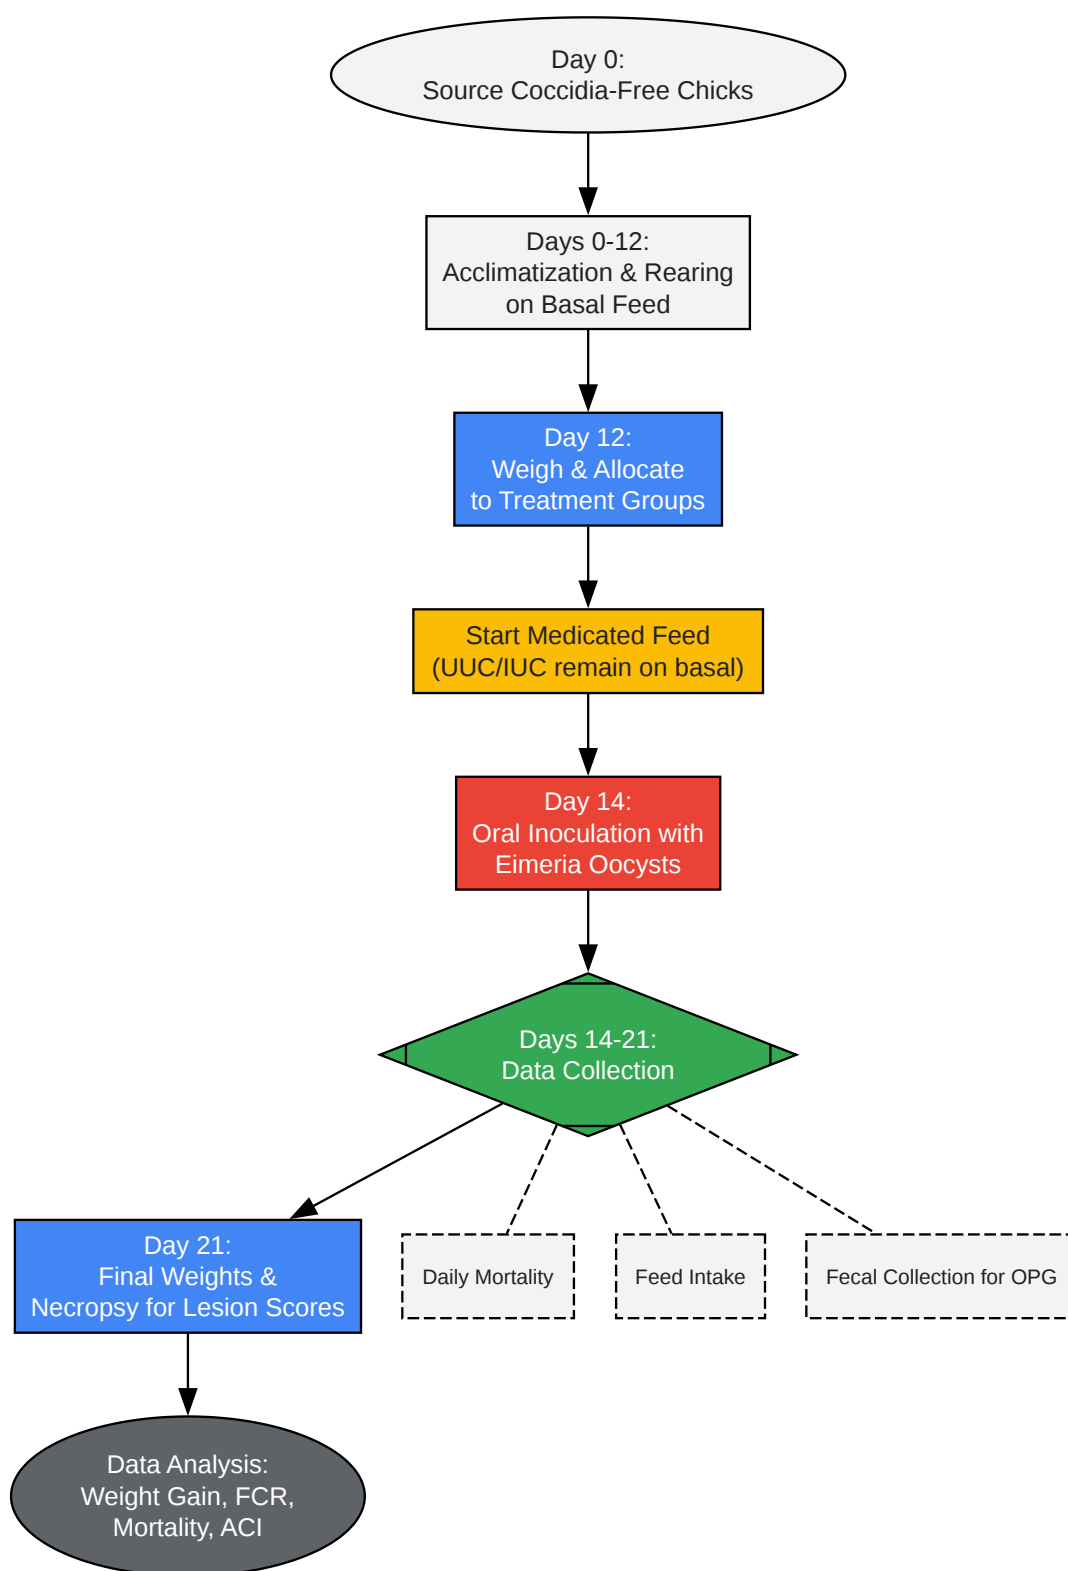 Day 0:
Source Coccidia-Free Chicks
Days 0-12:
Acclimatization & Rearing
on Basal Feed
Day 12:
Weigh & Allocate
to Treatment Groups
Start Medicated Feed
(UUC/IUC remain on basal)
Day 14:
Oral Inoculation with
Eimeria Oocysts
Days 14-21:
Data Collection
Day 21:
Final Weights &
Necropsy for Lesion Scores
Daily Mortality
Feed Intake
Fecal Collection for OPG
Data Analysis:
Weight Gain, FCR,
Mortality, ACI